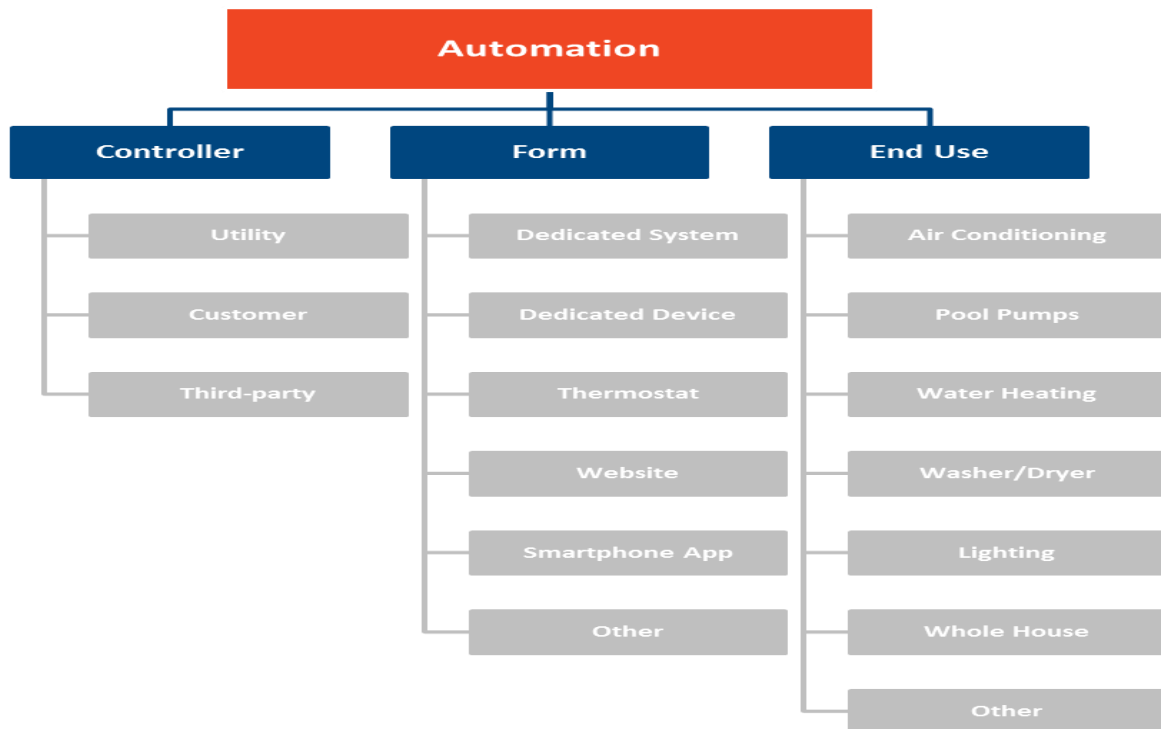 Automation
Controller
Utility
Customer
Third-party
Form
Dedicated System
Dedicated Device
Thermostat
Website
Smartphone App
Other
End Use
Air Conditioning
Pool Pumps
Water Heating
Washer/Dryer
Lighting
Whole House
Other